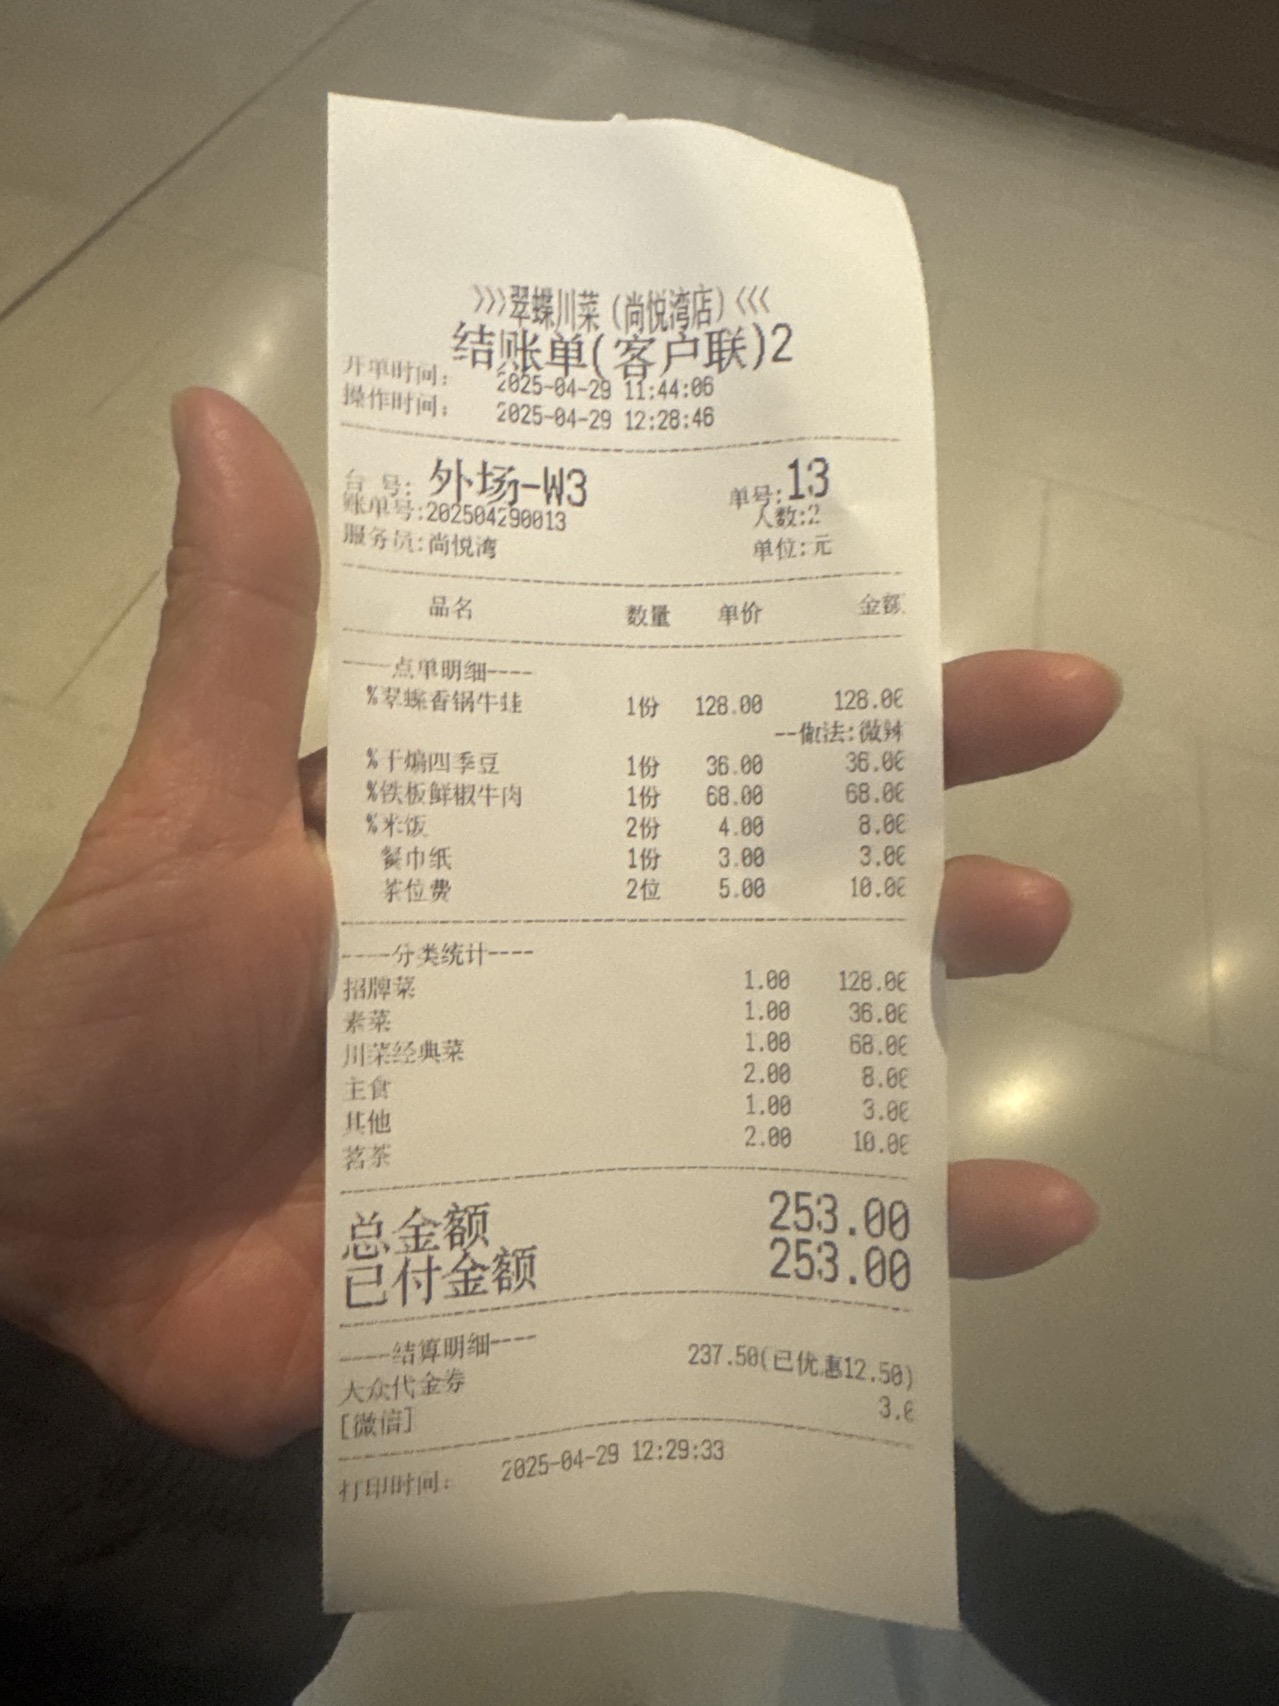 >>>翠蝶川菜(尚悦湾店)<<<
结账单(客户联)2
开单时间: 2025-04-29 11:44:06
操作时间: 2025-04-29 12:28:46
台 号: 外场-W3 单号:13
账单号:202504290013 人数:2
服务员:尚悦湾 单位:元
品名 数量 单价 金额
----点单明细----
%翠蝶香锅牛蛙 1份 128.00 128.00
--做法:微辣
%干煸四季豆 1份 36.00 36.00
%铁板鲜椒牛肉 1份 68.00 68.00
%米饭 2份 4.00 8.00
餐巾纸 1份 3.00 3.00
茶位费 2位 5.00 10.00
----分类统计----
招牌菜 1.00 128.00
素菜 1.00 36.00
川菜经典菜 1.00 68.00
主食 2.00 8.00
其他 1.00 3.00
茗茶 2.00 10.00
总金额 253.00
已付金额 253.00
----结算明细----
大众代金券 237.50(已优惠12.50)
[微信] 3.0
打印时间: 2025-04-29 12:29:33